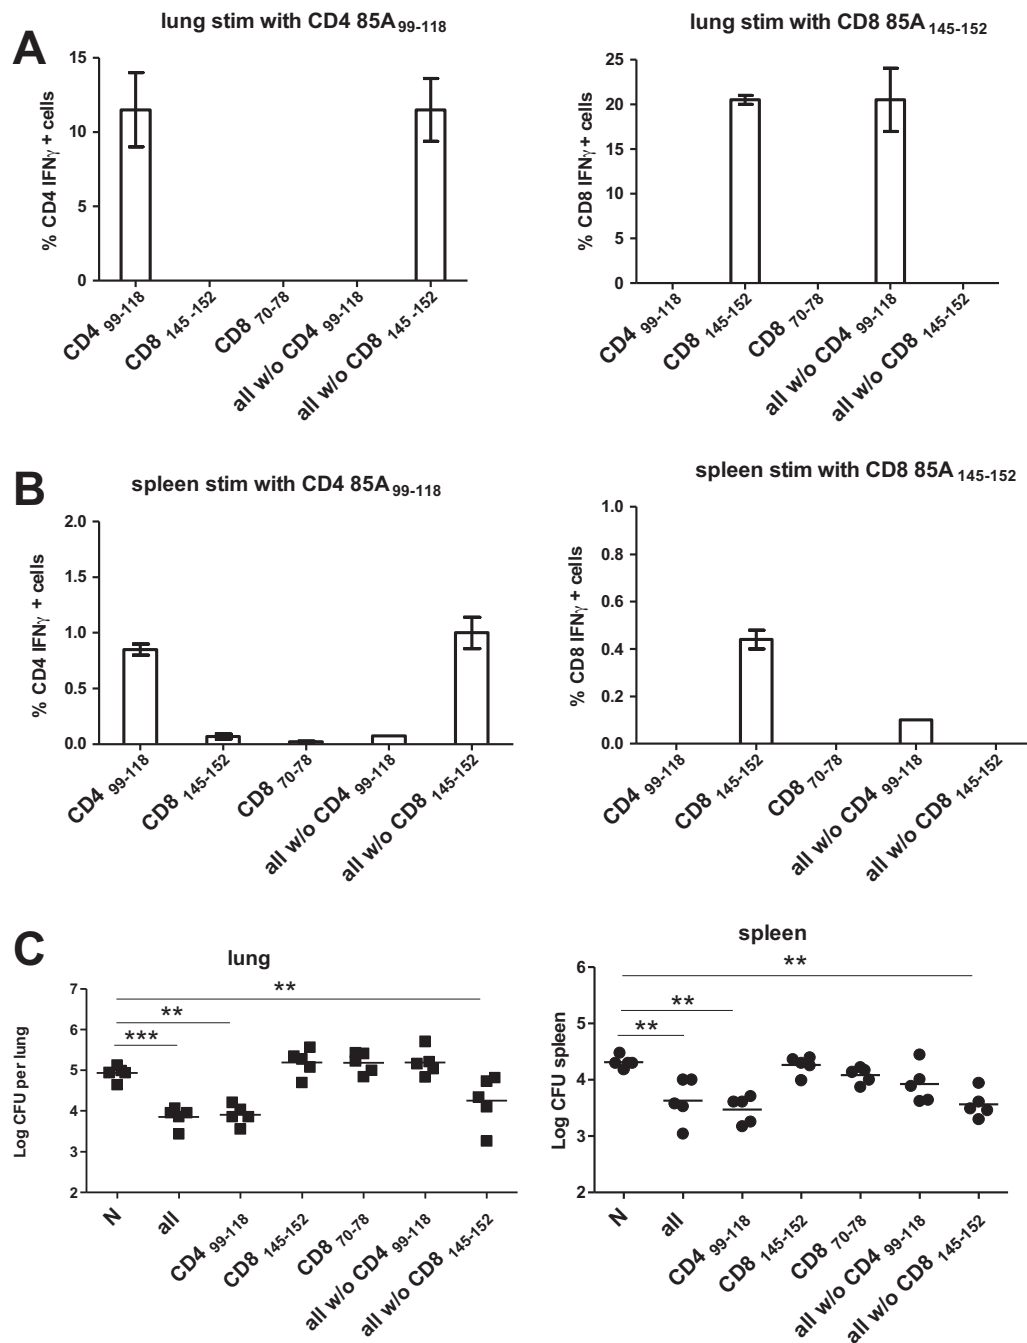 A
lung stim with CD4 85A99-118
% CD4 IFNγ + cells
15
10
5
0
CD4 99-118
CD8 145 -152
CD8 70-78
all w/o CD4 99-118
all w/o CD8 145 -152
lung stim with CD8 85A145-152
% CD8 IFNγ + cells
25
20
15
10
5
0
CD4 99-118
CD8 145-152
CD8 70-78
all w/o CD4 99-118
all w/o CD8 145-152
B
spleen stim with CD4 85A99-118
% CD4 IFNγ + cells
2.0
1.5
1.0
0.5
0.0
CD4 99-118
CD8 145-152
CD8 70-78
all w/o CD4 99-118
all w/o CD8 145-152
spleen stim with CD8 85A145-152
% CD8 IFNγ + cells
1.0
0.8
0.6
0.4
0.2
0.0
CD4 99-118
CD8 145-152
CD8 70-78
all w/o CD4 99-118
all w/o CD8 145-152
C
lung
Log CFU per lung
7
6
5
4
3
2
**
**
***
N
all
CD4 99-118
CD8 145-152
CD8 70-78
all w/o CD4 99-118
all w/o CD8 145-152
spleen
Log CFU spleen
6
5
4
3
2
**
**
**
N
all
CD4 99-118
CD8 145-152
CD8 70-78
all w/o CD4 99-118
all w/o CD8 145-152